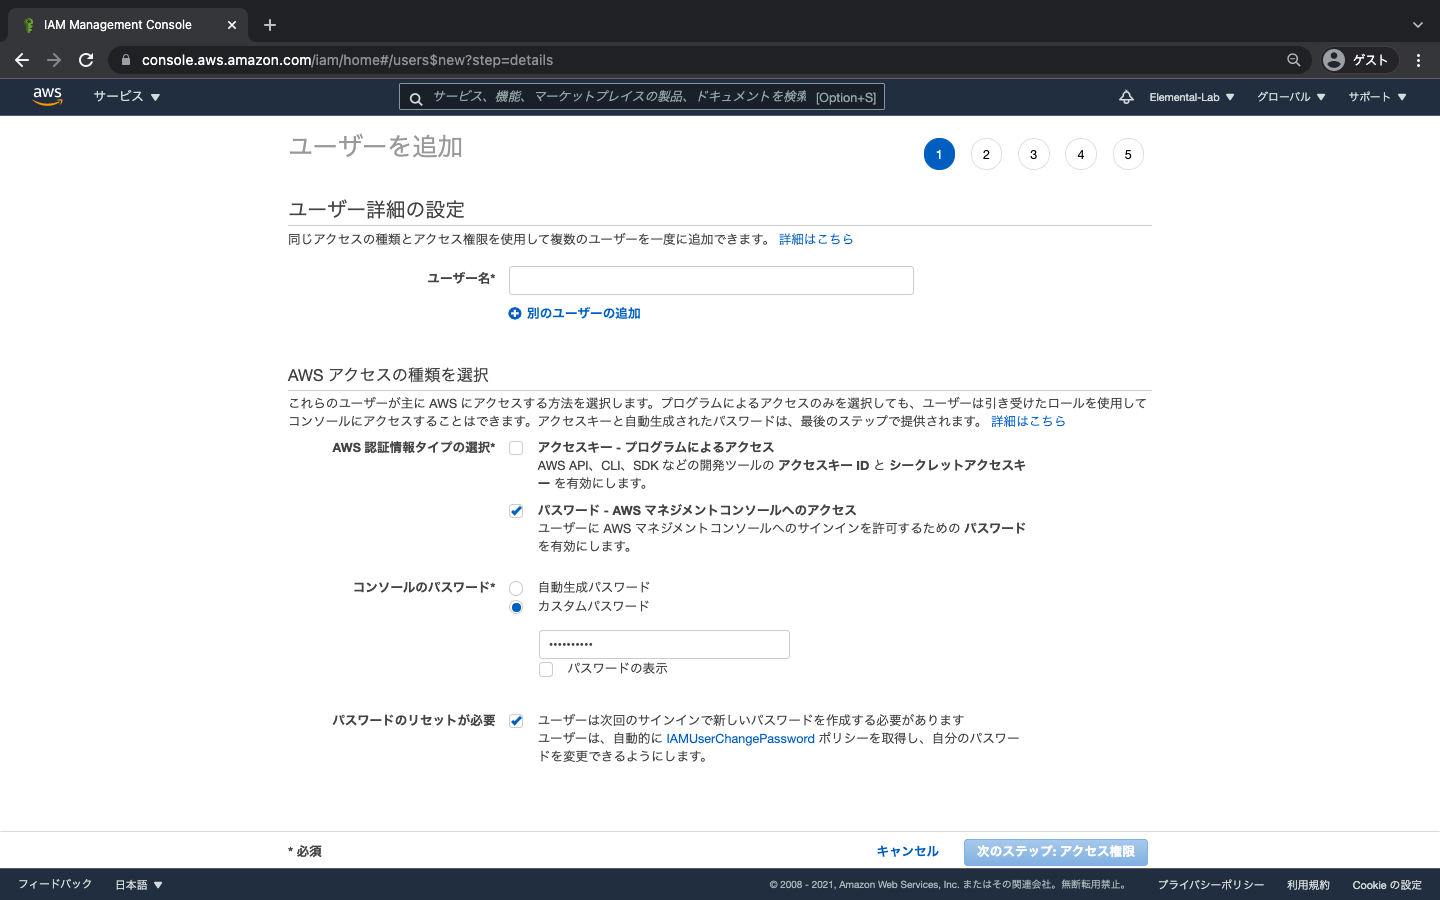 IAM Management Console
console.aws.amazon.com/iam/home#/users$new?step=details
ゲスト
aws
サービス
サービス、機能、マーケットプレイスの製品、ドキュメントを検索
[Option+S]
Elemental-Lab
グローバル
サポート
ユーザーを追加
1
2
3
4
5
ユーザー詳細の設定
同じアクセスの種類とアクセス権限を使用して複数のユーザーを一度に追加できます。 詳細はこちら
ユーザー名*
別のユーザーの追加
AWS アクセスの種類を選択
これらのユーザーが主に AWS にアクセスする方法を選択します。プログラムによるアクセスのみを選択しても、ユーザーは引き受けたロールを使用して
コンソールにアクセスすることはできます。アクセスキーと自動生成されたパスワードは、最後のステップで提供されます。 詳細はこちら
AWS 認証情報タイプの選択*
アクセスキー - プログラムによるアクセス
AWS API、CLI、SDK などの開発ツールの アクセスキー ID と シークレットアクセスキ
ー を有効にします。
パスワード - AWS マネジメントコンソールへのアクセス
ユーザーに AWS マネジメントコンソールへのサインインを許可するための パスワード
を有効にします。
コンソールのパスワード*
自動生成パスワード
カスタムパスワード
••••••••••
パスワードの表示
パスワードのリセットが必要
ユーザーは次回のサインインで新しいパスワードを作成する必要があります
ユーザーは、自動的に IAMUserChangePassword ポリシーを取得し、自分のパスワー
ドを変更できるようにします。
* 必須
キャンセル
次のステップ: アクセス権限
フィードバック
日本語
© 2008 - 2021, Amazon Web Services, Inc. またはその関連会社。無断転用禁止。
プライバシーポリシー
利用規約
Cookie の設定